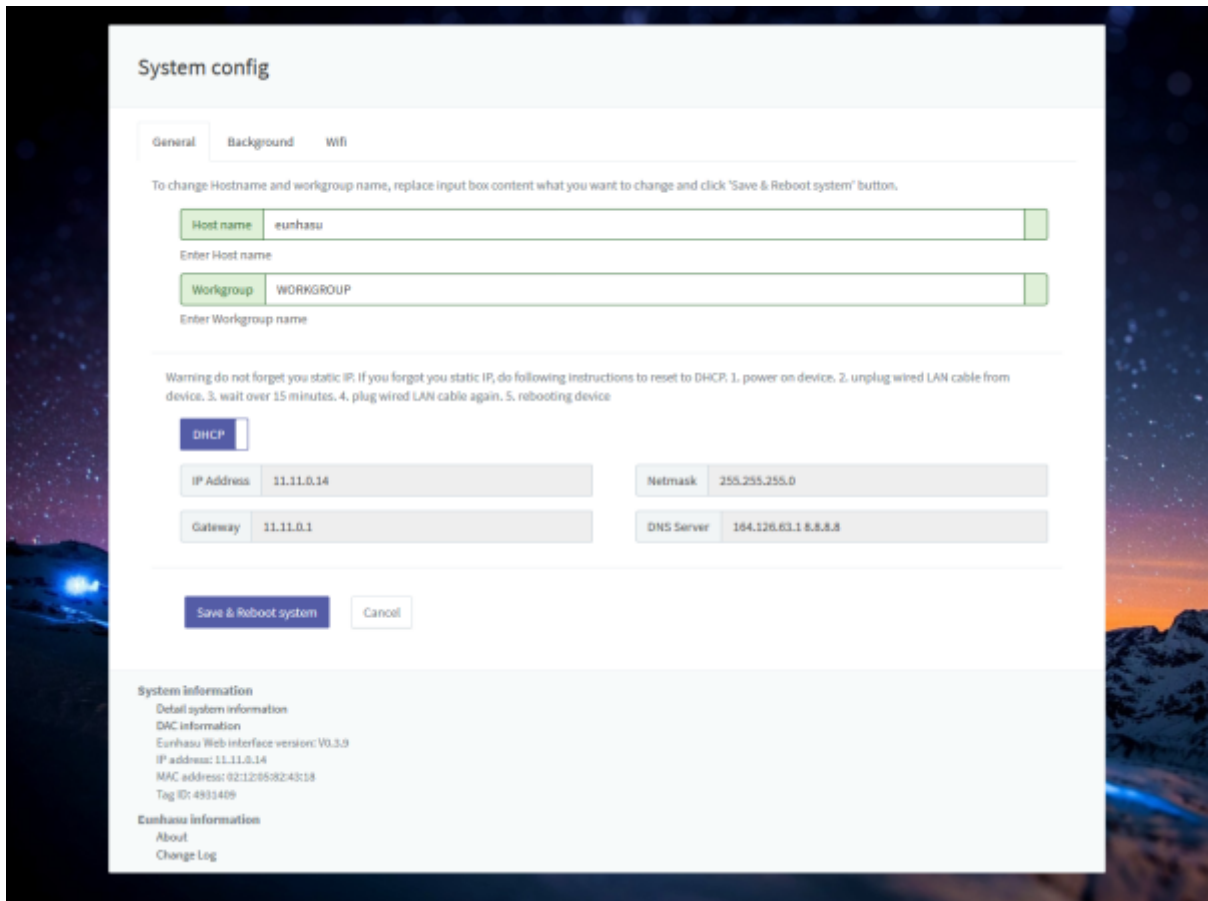 System config
General Background Wifi
To change Hostname and workgroup name, replace input box content what you want to change and click 'Save & Reboot system' button.
Host name eunhasu
Enter Host name
Workgroup WORKGROUP
Enter Workgroup name
Warning do not forget you static IP. If you forgot you static IP, do following instructions to reset to DHCP. 1. power on device. 2. unplug wired LAN cable from
device. 3. wait over 15 minutes. 4. plug wired LAN cable again. 5. rebooting device
DHCP
IP Address 11.11.0.14 Netmask 255.255.255.0
Gateway 11.11.0.1 DNS Server 164.126.63.1 8.8.8.8
Save & Reboot system Cancel
System information
Detail system information
DAC information
Eunhasu Web interface version: V0.3.9
IP address: 11.11.0.14
MAC address: 02:12:05:82:43:18
Tag ID: 4931409
Eunhasu information
About
Change Log